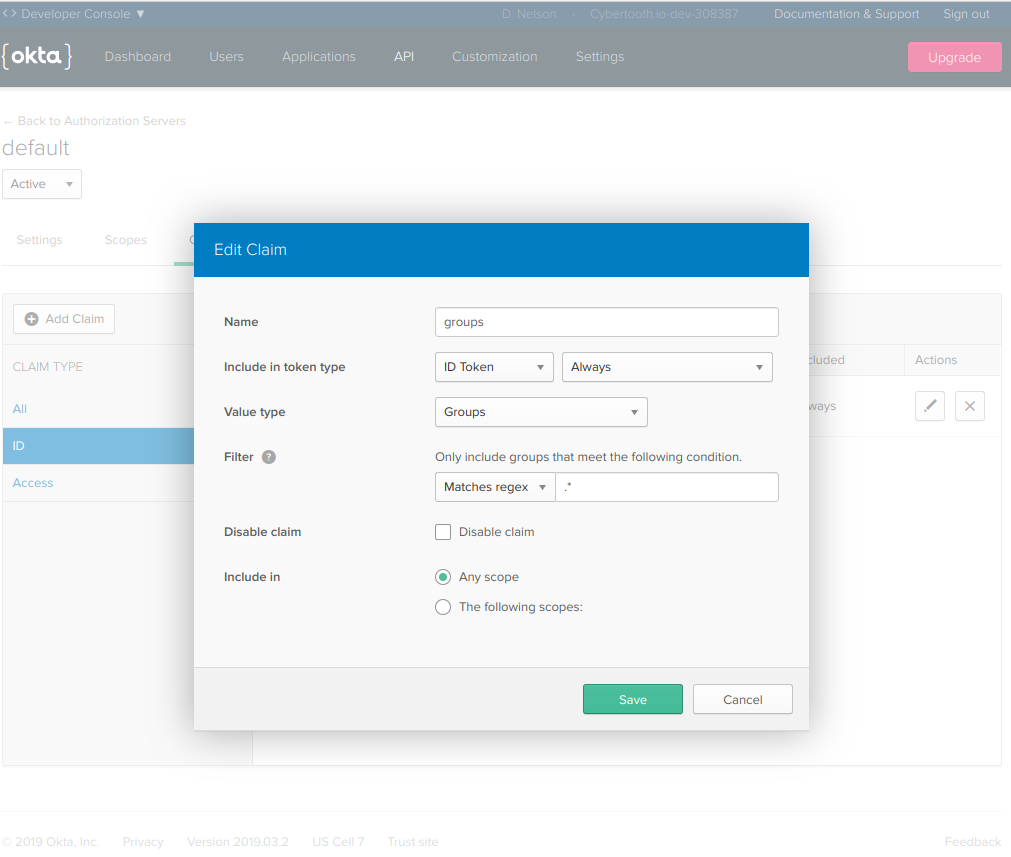 <> Developer Console ▼ D. Nelson · Cybertooth.io-dev-308387 Documentation & Support Sign out
{okta} Dashboard Users Applications API Customization Settings Upgrade
← Back to Authorization Servers
default
Active ▼
Settings Scopes C
Edit Claim
Add Claim
Name groups
CLAIM TYPE
Include in token type ID Token ▼ Always ▼
cluded Actions
All
Value type Groups ▼
ways
ID
Filter ? Only include groups that meet the following condition.
Access
Matches regex ▼ .*
Disable claim Disable claim
Include in Any scope
The following scopes:
Save Cancel
© 2019 Okta, Inc. Privacy Version 2019.03.2 US Cell 7 Trust site Feedback